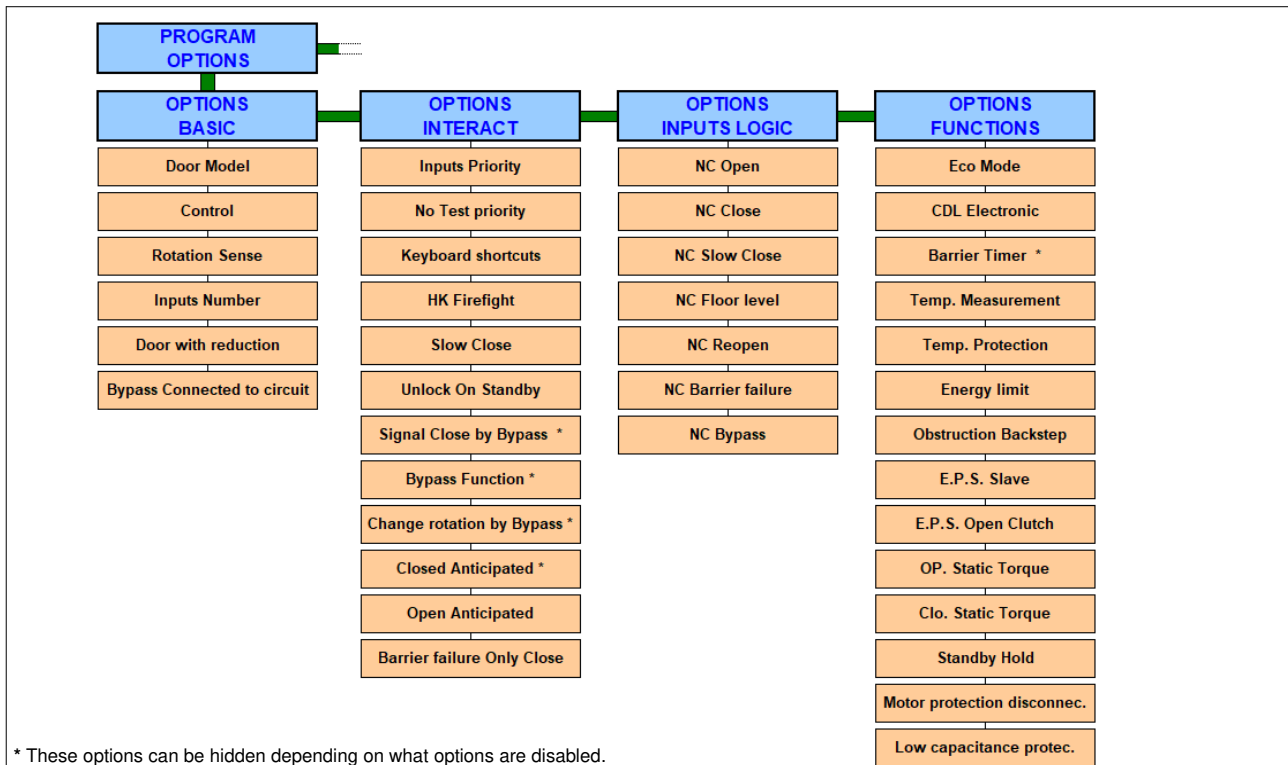 PROGRAM
OPTIONS
OPTIONS
BASIC
Door Model
Control
Rotation Sense
Inputs Number
Door with reduction
Bypass Connected to circuit
OPTIONS
INTERACT
Inputs Priority
No Test priority
Keyboard shortcuts
HK Firefight
Slow Close
Unlock On Standby
Signal Close by Bypass *
Bypass Function *
Change rotation by Bypass *
Closed Anticipated *
Open Anticipated
Barrier failure Only Close
OPTIONS
INPUTS LOGIC
NC Open
NC Close
NC Slow Close
NC Floor level
NC Reopen
NC Barrier failure
NC Bypass
OPTIONS
FUNCTIONS
Eco Mode
CDL Electronic
Barrier Timer *
Temp. Measurement
Temp. Protection
Energy limit
Obstruction Backstep
E.P.S. Slave
E.P.S. Open Clutch
OP. Static Torque
Clo. Static Torque
Standby Hold
Motor protection disconnec.
Low capacitance protec.
* These options can be hidden depending on what options are disabled.